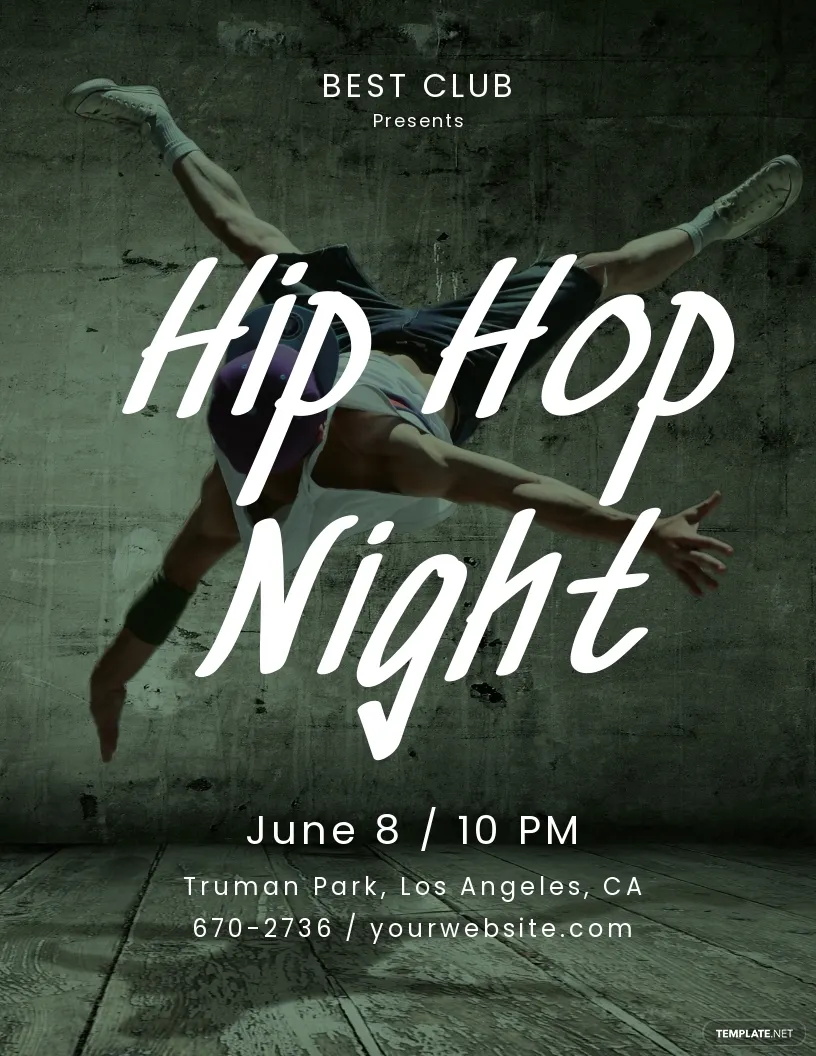 BEST CLUB
Presents
Hip Hop
Night
June 8 / 10 PM
Truman Park, Los Angeles, CA
670-2736 / yourwebsite.com
TEMPLATE.NET